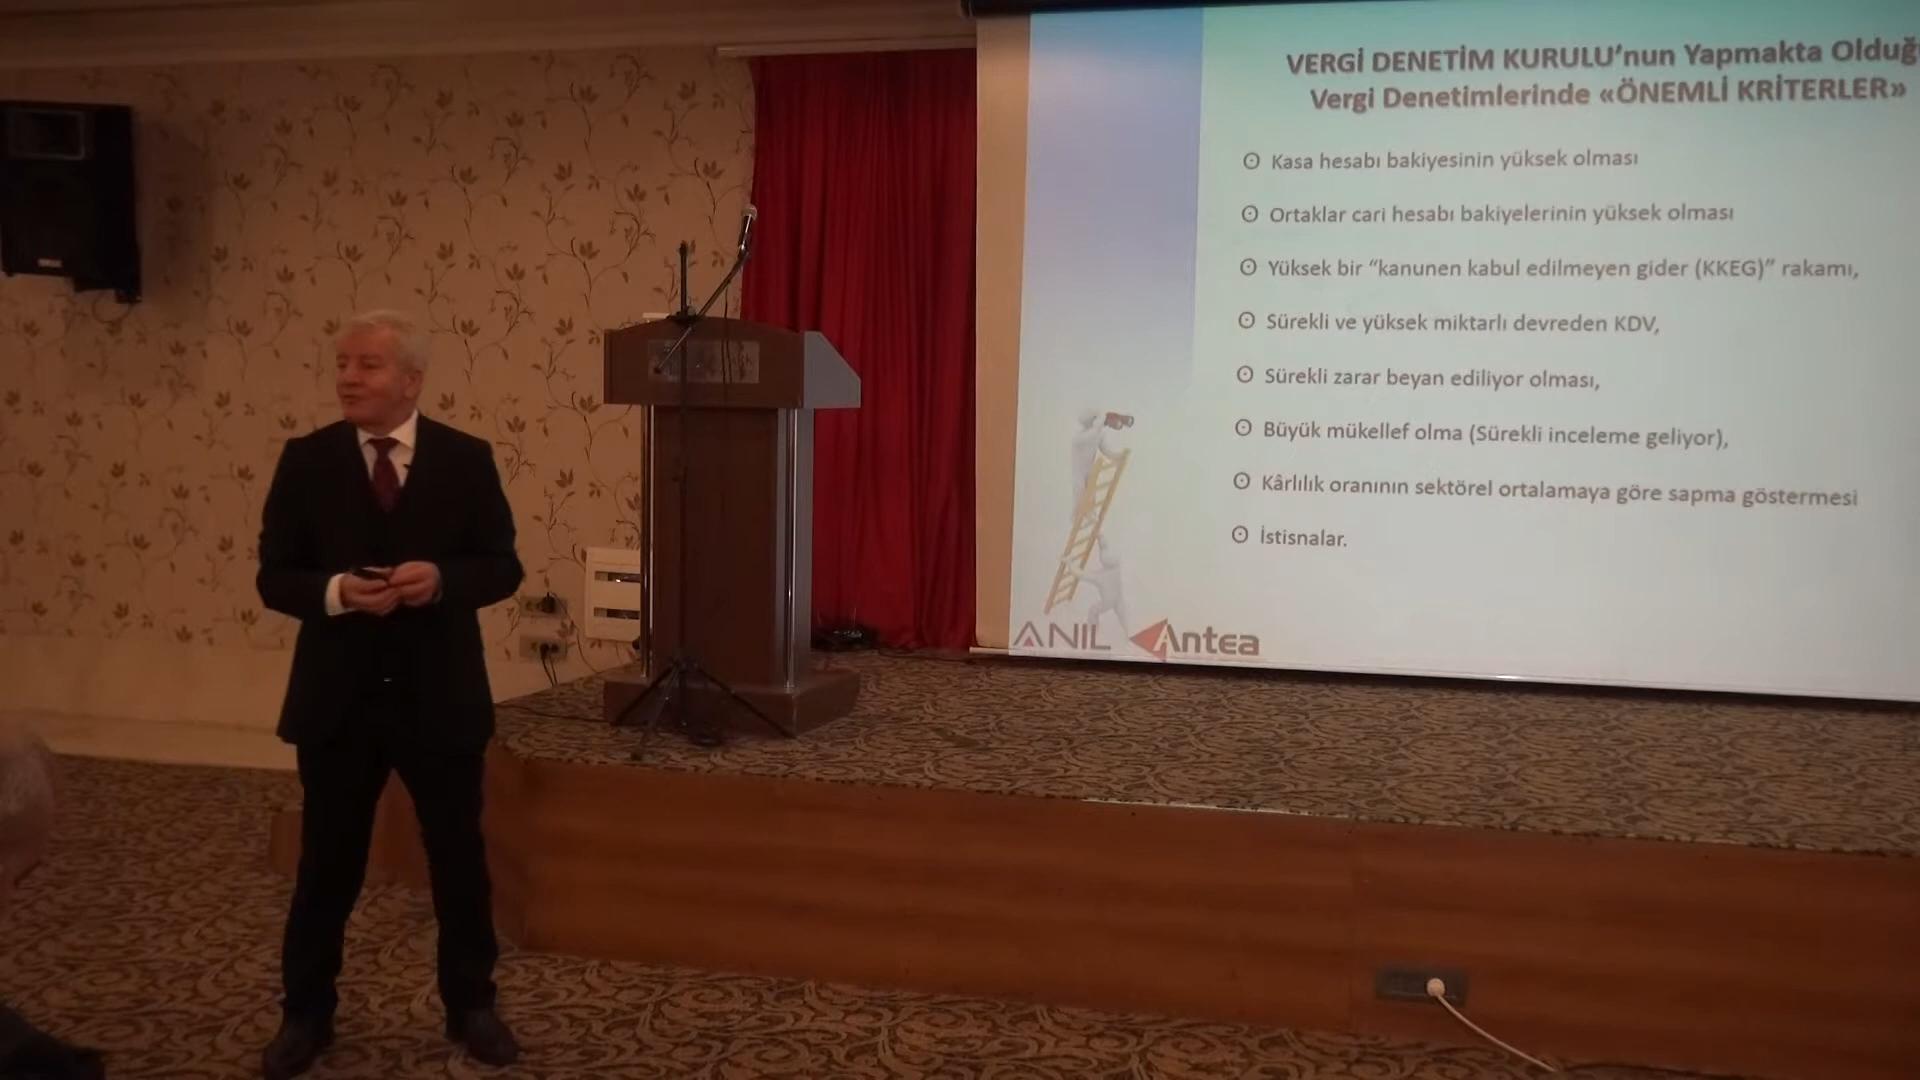 VERGİ DENETİM KURULU'nun Yapmakta Olduğ
Vergi Denetimlerinde «ÖNEMLİ KRİTERLER»
Kasa hesabı bakiyesinin yüksek olması
Ortaklar cari hesabı bakiyelerinin yüksek olması
Yüksek bir “kanunen kabul edilmeyen gider (KKEG)” rakamı,
Sürekli ve yüksek miktarlı devreden KDV,
Sürekli zarar beyan ediliyor olması,
Büyük mükellef olma (Sürekli inceleme geliyor),
Kârlılık oranının sektörel ortalamaya göre sapma göstermesi
İstisnalar.
ANIL Antea